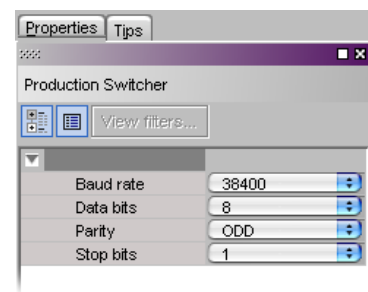 Properties Tips
Production Switcher
View filters...
Baud rate 38400
Data bits 8
Parity ODD
Stop bits 1